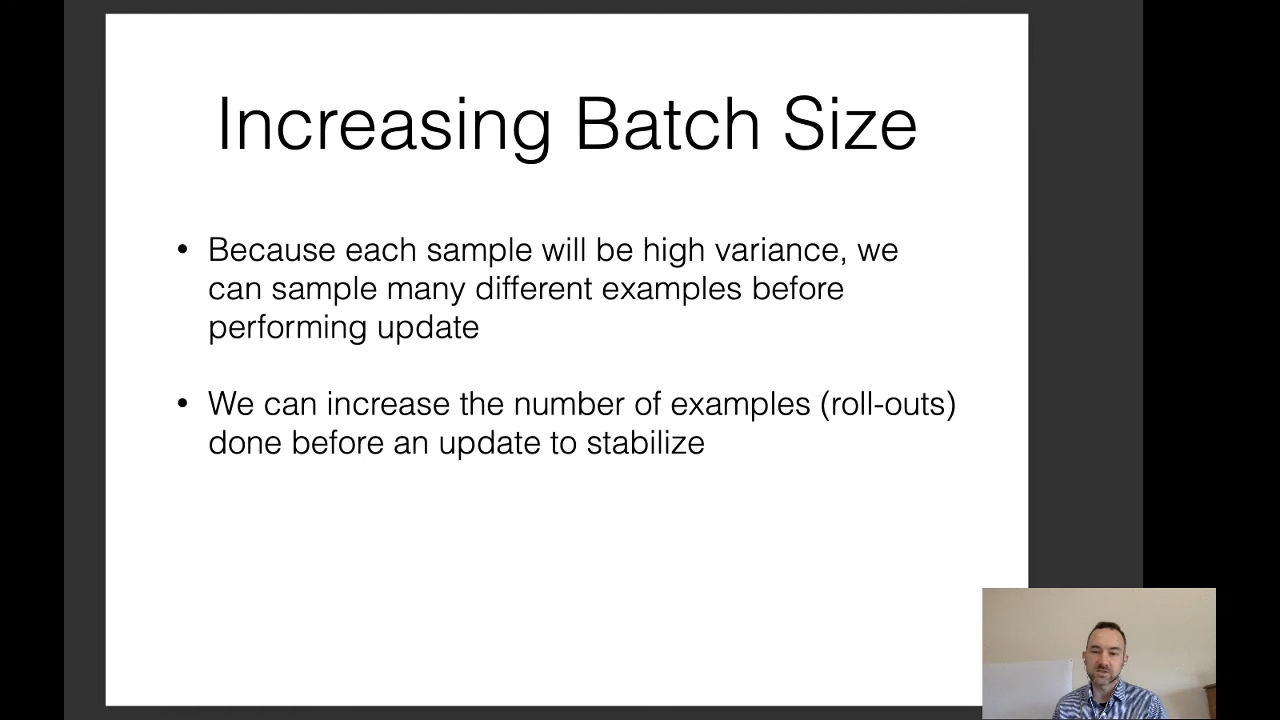 Increasing Batch Size
• Because each sample will be high variance, we
can sample many different examples before
performing update
• We can increase the number of examples (roll-outs)
done before an update to stabilize